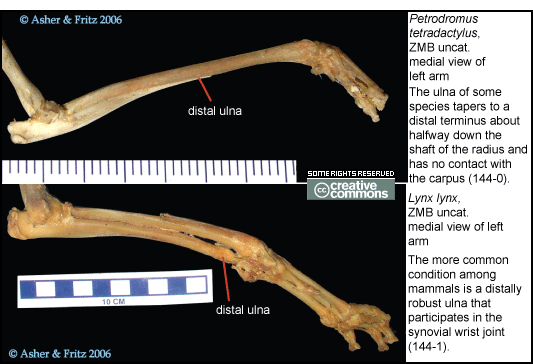 © Asher & Fritz 2006
distal ulna
Petrodromus
tetradactylus,
ZMB uncat.
medial view of
left arm
The ulna of some
species tapers to a
distal terminus about
halfway down the
shaft of the radius and
has no contact with
the carpus (144-0).
SOME RIGHTS RESERVED
cc creative
commons
10 CM
distal ulna
© Asher & Fritz 2006
Lynx lynx,
ZMB uncat.
medial view of left
arm
The more common
condition among
mammals is a distally
robust ulna that
participates in the
synovial wrist joint
(144-1).